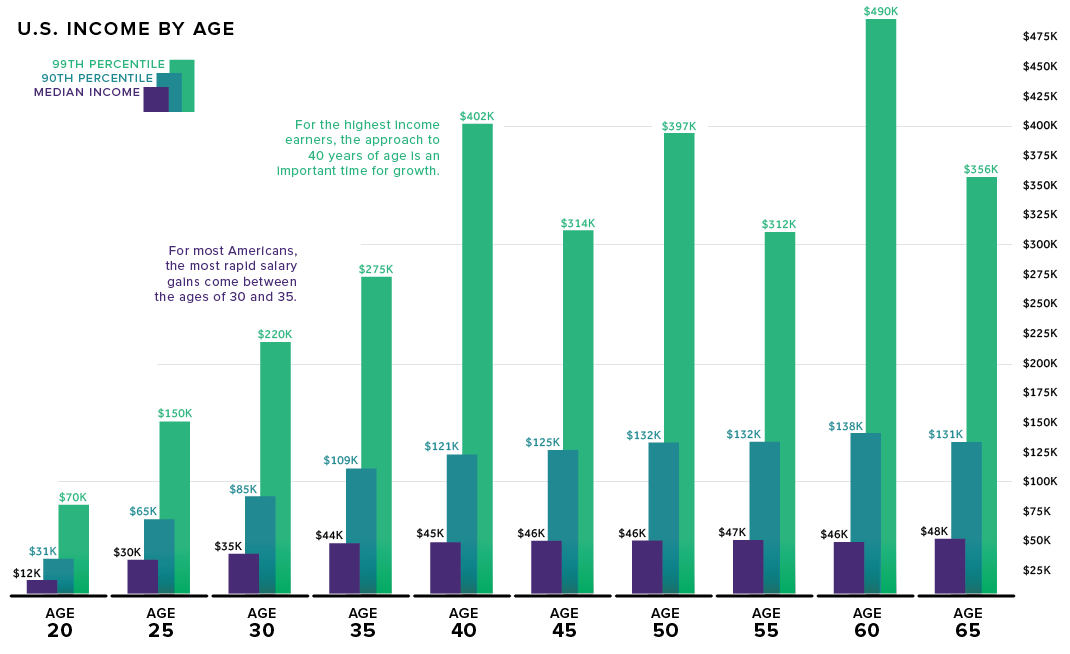 U.S. INCOME BY AGE
99TH PERCENTILE
90TH PERCENTILE
MEDIAN INCOME
For the highest income
earners, the approach to
40 years of age is an
important time for growth.
For most Americans,
the most rapid salary
gains come between
the ages of 30 and 35.
$12K
$31K
$70K
$30K
$65K
$150K
$35K
$85K
$220K
$44K
$109K
$275K
$45K
$121K
$402K
$46K
$125K
$314K
$46K
$132K
$397K
$47K
$132K
$312K
$46K
$138K
$490K
$48K
$131K
$356K
$475K
$450K
$425K
$400K
$375K
$350K
$325K
$300K
$275K
$250K
$225K
$200K
$175K
$150K
$125K
$100K
$75K
$50K
$25K
AGE
20
AGE
25
AGE
30
AGE
35
AGE
40
AGE
45
AGE
50
AGE
55
AGE
60
AGE
65